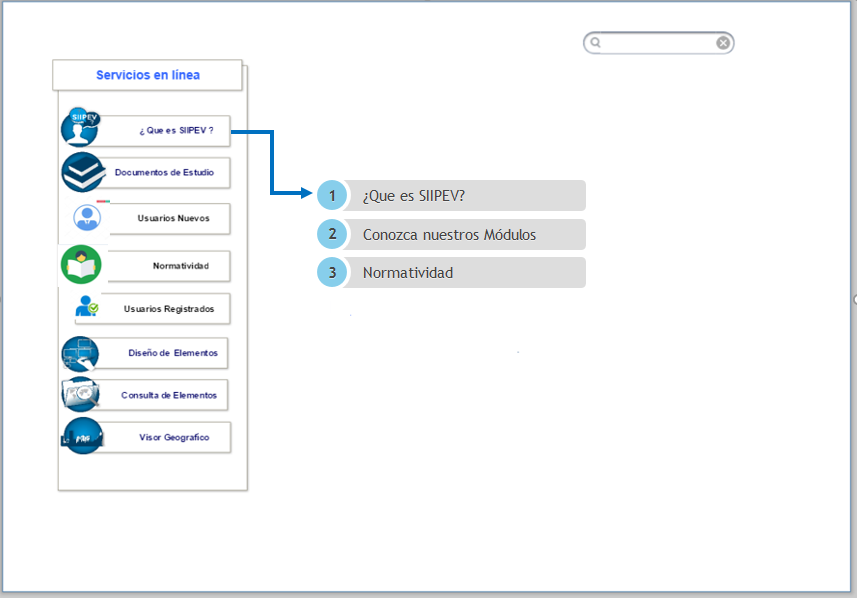 Servicios en línea
SIIPEV
¿ Que es SIIPEV ?
Documentos de Estudio
Usuarios Nuevos
Normatividad
Usuarios Registrados
Diseño de Elementos
Consulta de Elementos
Visor Geografico
1 ¿Que es SIIPEV?
2 Conozca nuestros Módulos
3 Normatividad